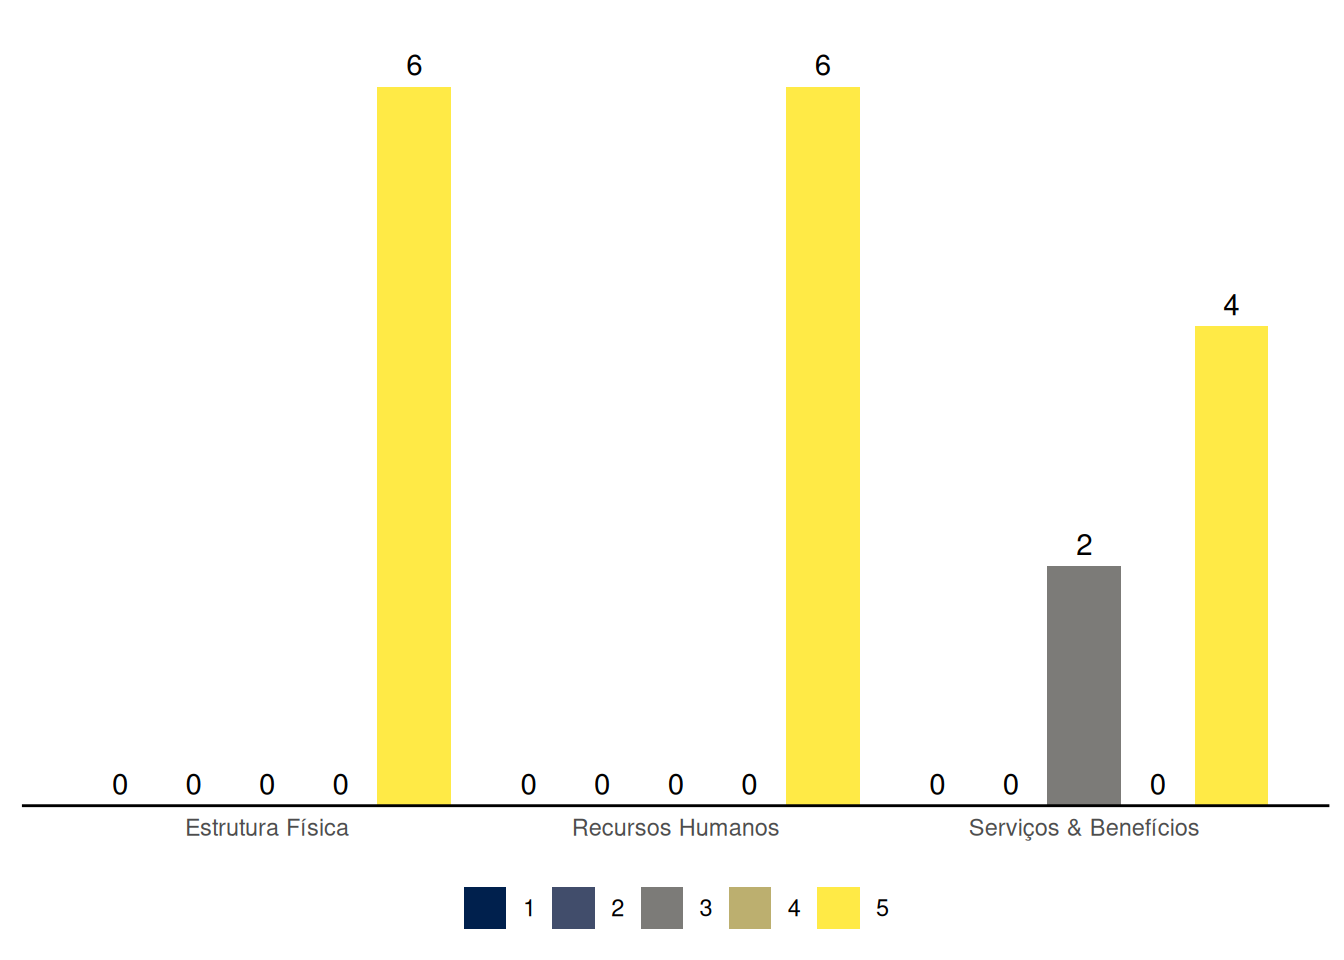 6 6
4
2
0 0 0 0 0 0 0 0 0 0 0
Estrutura Física Recursos Humanos Serviços & Benefícios
1 2 3 4 5